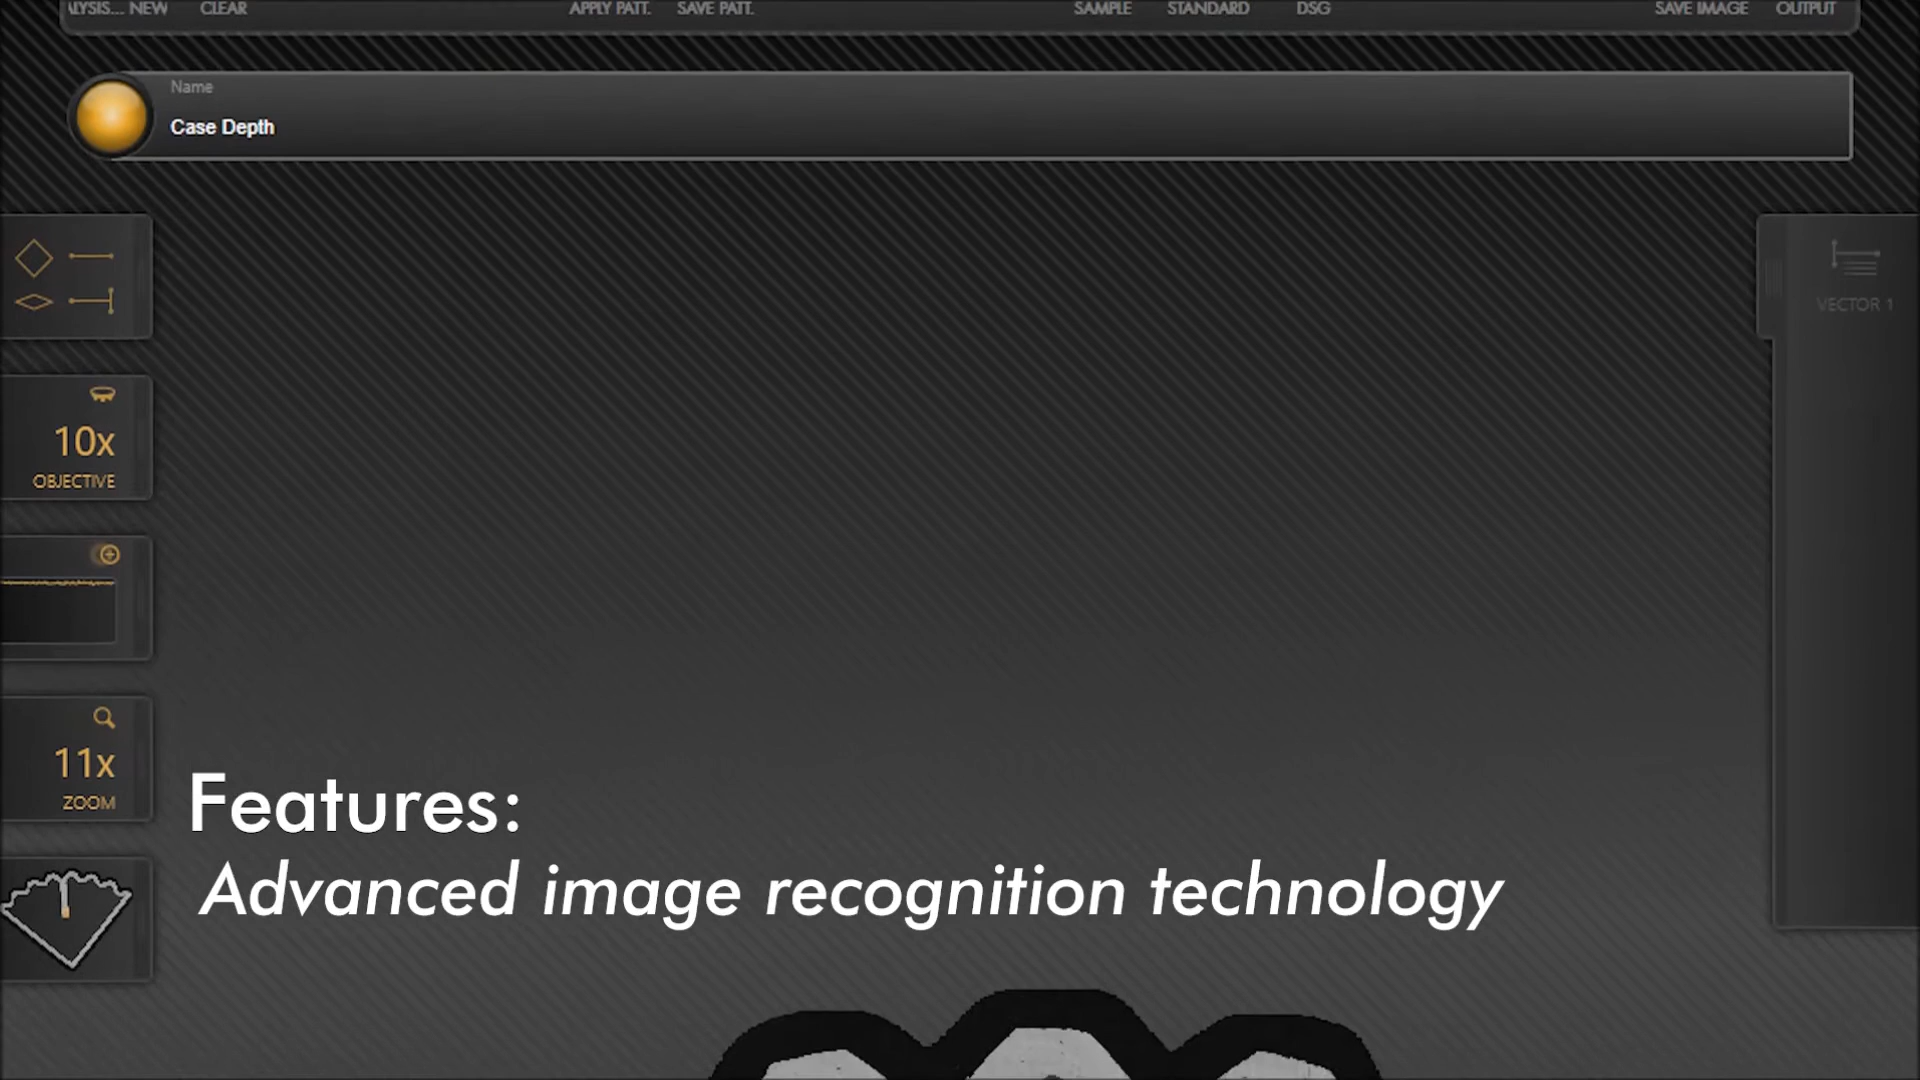 NEW CLEAR APPLY PATT. SAVE PATT. SAMPLE STANDARD DSG SAVE IMAGE OUTPUT
Name
Case Depth
VECTOR 1
10x
OBJECTIVE
11x
ZOOM
Features:
Advanced image recognition technology